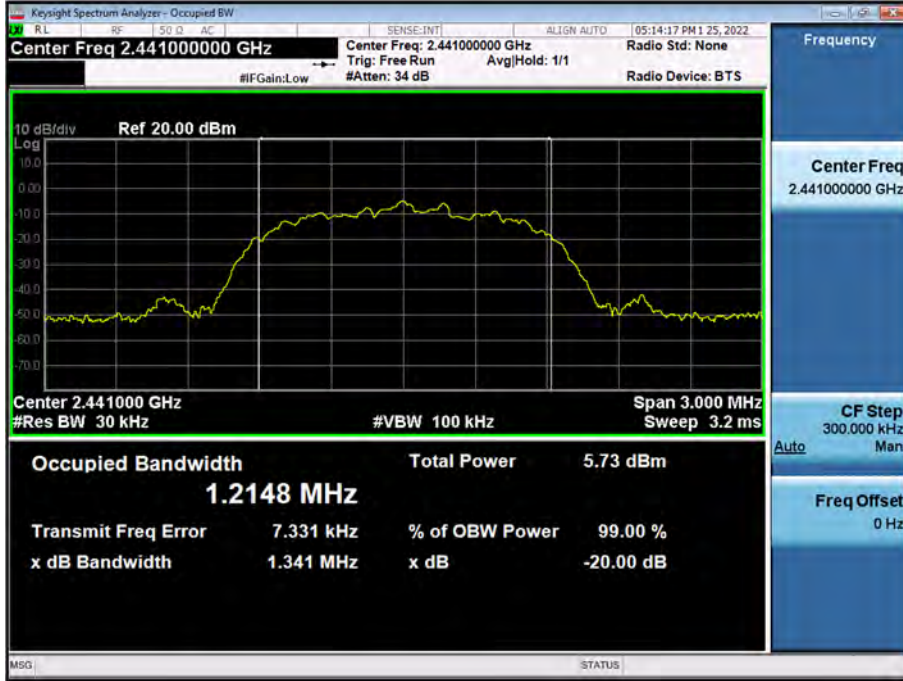 Keysight Spectrum Analyzer - Occupied BW
RL RF 50 Ω AC SENSE:INT ALIGN AUTO 05:14:17 PM 1 25, 2022
Center Freq 2.441000000 GHz
Center Freq: 2.441000000 GHz
Radio Std: None
Trig: Free Run Avg|Hold: 1/1
#IFGain:Low #Atten: 34 dB Radio Device: BTS
10 dB/div Ref 20.00 dBm
Log
10.0
0.00
-10.0
-20.0
-30.0
-40.0
-50.0
-60.0
-70.0
Center 2.441000 GHz Span 3.000 MHz
#Res BW 30 kHz #VBW 100 kHz Sweep 3.2 ms
Occupied Bandwidth Total Power 5.73 dBm
1.2148 MHz
Transmit Freq Error 7.331 kHz % of OBW Power 99.00 %
x dB Bandwidth 1.341 MHz x dB -20.00 dB
MSG STATUS
Frequency
Center Freq
2.441000000 GHz
CF Step
300.000 kHz
Auto Man
Freq Offset
0 Hz